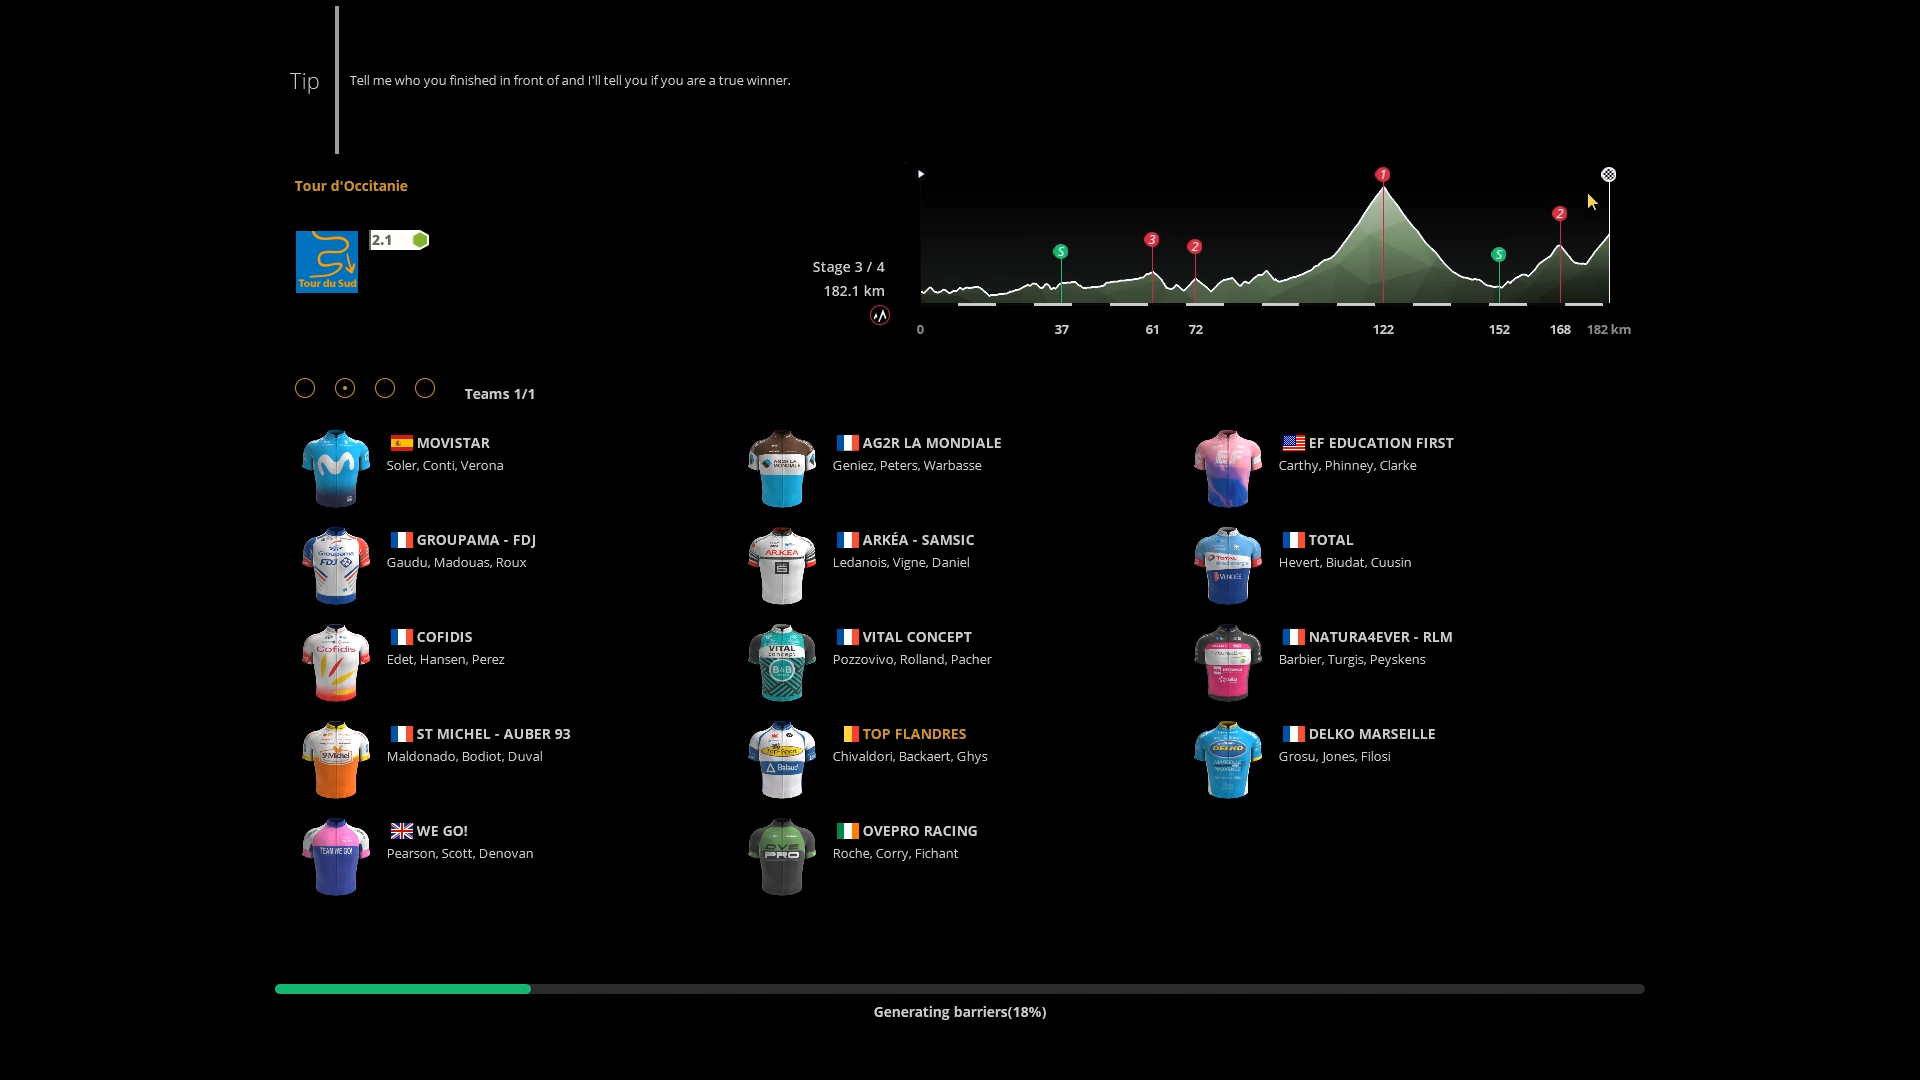 Tip
Tell me who you finished in front of and I'll tell you if you are a true winner.
Tour d'Occitanie
2.1
Tour du Sud
Stage 3 / 4
182.1 km
S 3 2 1 S 2
0 37 61 72 122 152 168 182 km
Teams 1/1
MOVISTAR
Soler, Conti, Verona
AG2R LA MONDIALE
Geniez, Peters, Warbasse
EF EDUCATION FIRST
Carthy, Phinney, Clarke
GROUPAMA - FDJ
Gaudu, Madouas, Roux
ARKÉA - SAMSIC
Ledanois, Vigne, Daniel
TOTAL
Hevert, Biudat, Cuusin
COFIDIS
Edet, Hansen, Perez
VITAL CONCEPT
Pozzovivo, Rolland, Pacher
NATURA4EVER - RLM
Barbier, Turgis, Peyskens
ST MICHEL - AUBER 93
Maldonado, Bodiot, Duval
TOP FLANDRES
Chivaldori, Backaert, Ghys
DELKO MARSEILLE
Grosu, Jones, Filosi
WE GO!
Pearson, Scott, Denovan
OVEPRO RACING
Roche, Corry, Fichant
Generating barriers(18%)